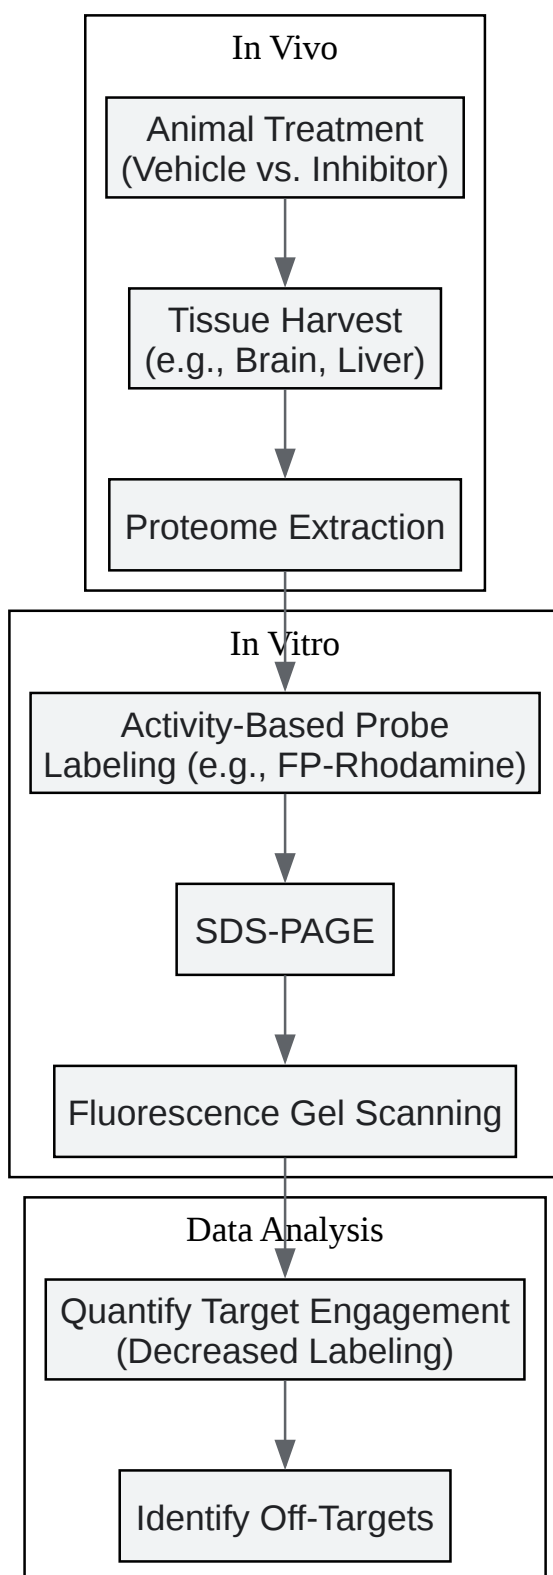 In Vivo
Animal Treatment
(Vehicle vs. Inhibitor)
Tissue Harvest
(e.g., Brain, Liver)
Proteome Extraction
In Vitro
Activity-Based Probe
Labeling (e.g., FP-Rhodamine)
SDS-PAGE
Fluorescence Gel Scanning
Data Analysis
Quantify Target Engagement
(Decreased Labeling)
Identify Off-Targets